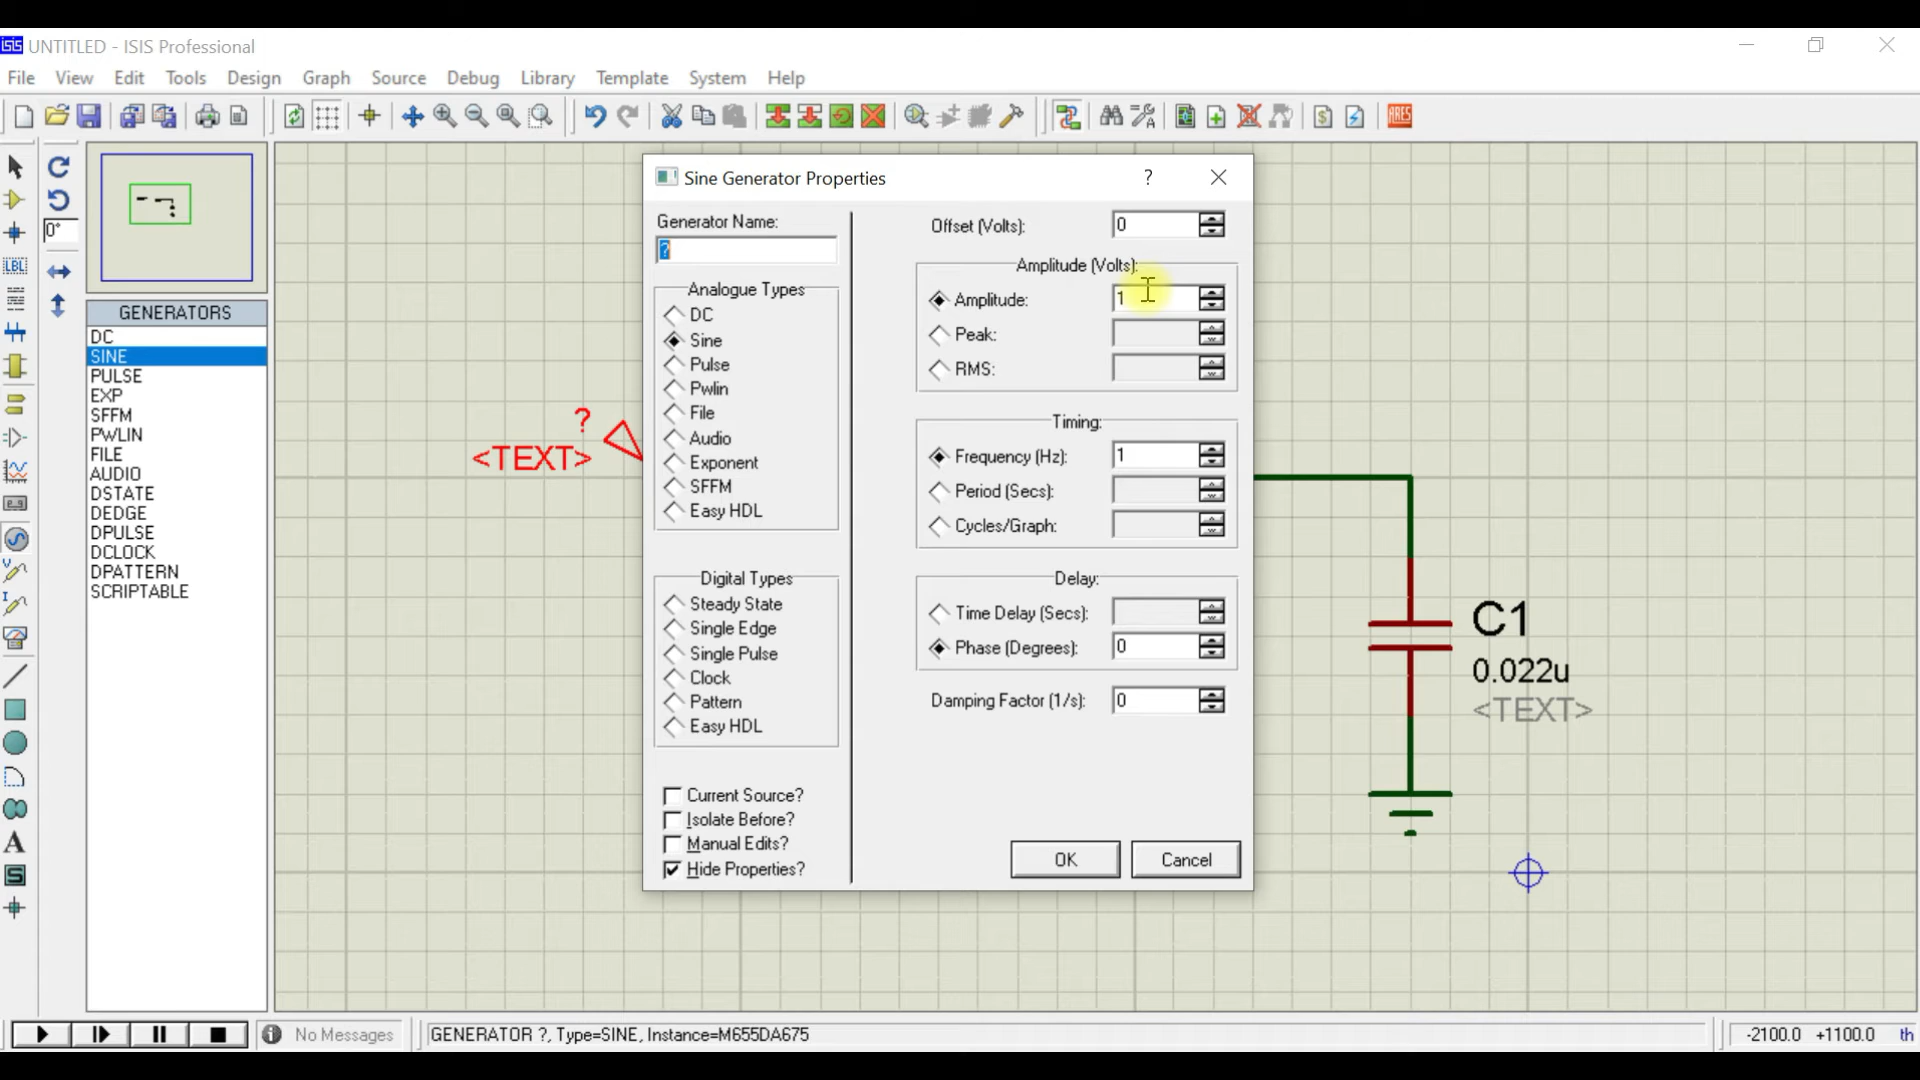 isis UNTITLED - ISIS Professional
File View Edit Tools Design Graph Source Debug Library Template System Help
ARES
0°
LBL
A
S
GENERATORS
DC
SINE
PULSE
EXP
SFFM
PWLIN
FILE
AUDIO
DSTATE
DEDGE
DPULSE
DCLOCK
DPATTERN
SCRIPTABLE
?
<TEXT>
Sine Generator Properties ?
Generator Name:
?
Analogue Types
DC
Sine
Pulse
Pwlin
File
Audio
Exponent
SFFM
Easy HDL
Digital Types
Steady State
Single Edge
Single Pulse
Clock
Pattern
Easy HDL
Current Source?
Isolate Before?
Manual Edits?
Hide Properties?
Offset (Volts): 0
Amplitude (Volts):
Amplitude: 1
Peak:
RMS:
Timing:
Frequency (Hz): 1
Period (Secs):
Cycles/Graph:
Delay:
Time Delay (Secs):
Phase (Degrees): 0
Damping Factor (1/s): 0
OK Cancel
C1
0.022u
<TEXT>
No Messages GENERATOR ?, Type=SINE, Instance=M655DA675 -2100.0 +1100.0 th